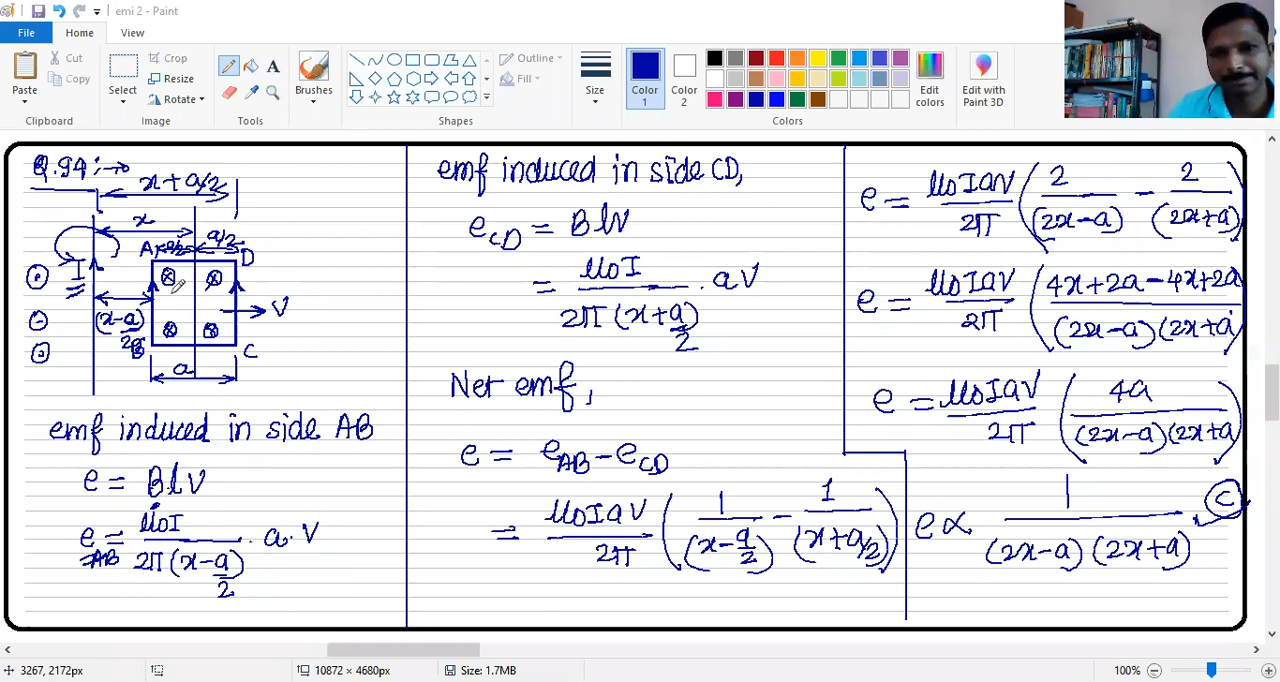 emi 2 - Paint
File Home View
Paste
Cut
Copy
Clipboard
Select
Crop
Resize
Rotate
Image
A
Tools
Brushes
Outline
Fill
Shapes
Size
Color 1
Color 2
Edit colors
Edit with Paint 3D
Colors
Q.94:→
x + a/2
x
a/2
A
a/2
D
I
V
(x-a/2)
B
C
a
emf induced in side AB
e = BlV
e_AB = μ0I / 2π(x-a/2) . a.V
emf induced in side CD,
e_CD = BlV
= μ0I / 2π(x+a/2) . aV
Net emf,
e = e_AB - e_CD
= μ0IaV / 2π (1/(x-a/2) - 1/(x+a/2))
e = μ0IaV / 2π (2/(2x-a) - 2/(2x+a))
e = μ0IaV / 2π (4x+2a-4x+2a / (2x-a)(2x+a))
e = μ0IaV / 2π (4a / (2x-a)(2x+a))
e ∝ 1 / (2x-a)(2x+a) . C
3267, 2172px
10872 × 4680px
Size: 1.7MB
100%